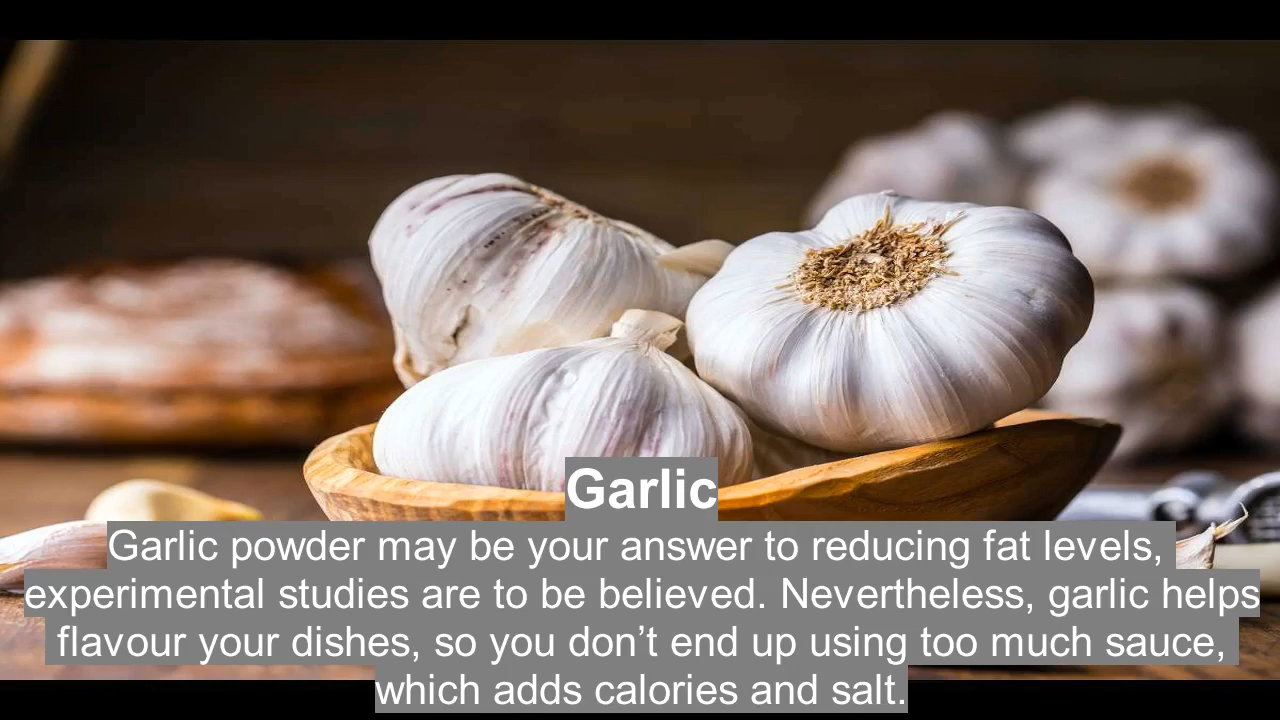 Garlic
Garlic powder may be your answer to reducing fat levels,
experimental studies are to be believed. Nevertheless, garlic helps
flavour your dishes, so you don’t end up using too much sauce,
which adds calories and salt.